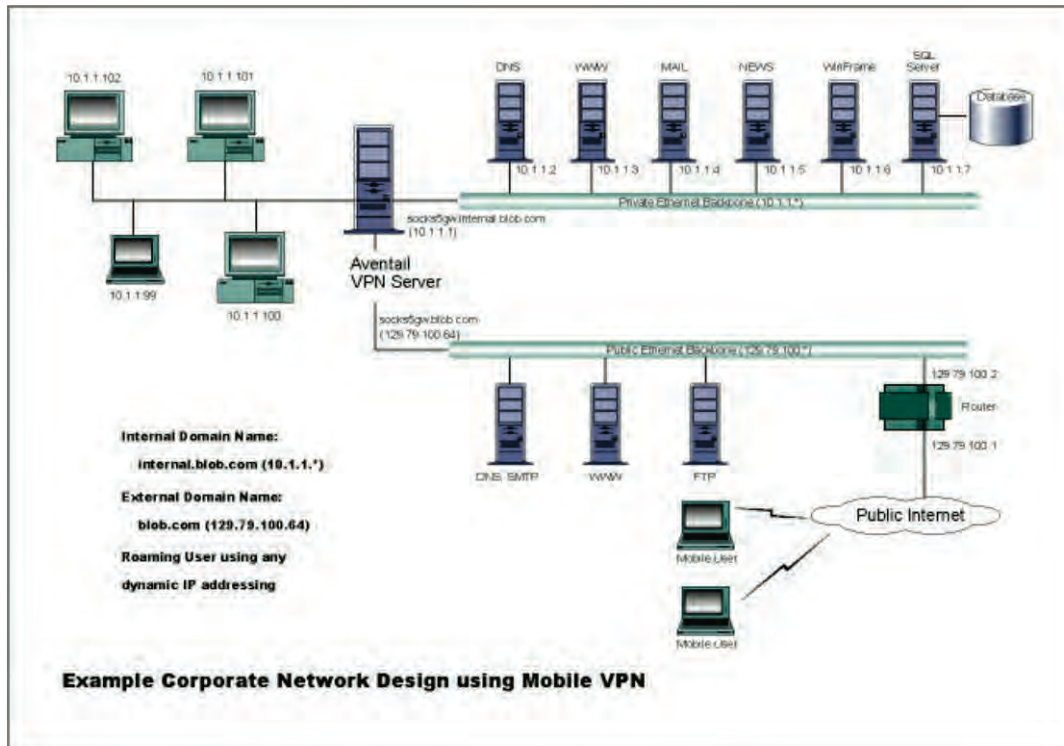 10.1.1.102
10.1.1.101
DNS
WWW
MAIL
NEWS
WinFrame
SQL
Server
Database
10.1.1.2
10.1.1.3
10.1.1.4
10.1.1.5
10.1.1.6
10.1.1.7
Private Ethernet Backbone (10.1.1.*)
socks5gw.internal.blob.com
(10.1.1.1)
10.1.1.99
10.1.1.100
Aventail
VPN Server
socks5gw.blob.com
(129.79.100.64)
Public Ethernet Backbone (129.79.100.*)
129.79.100.2
Router
129.79.100.1
DNS, SMTP
WWW
FTP
Public Internet
Mobile User
Mobile User
Internal Domain Name:
internal.blob.com (10.1.1.*)
External Domain Name:
blob.com (129.79.100.64)
Roaming User using any
dynamic IP addressing
Example Corporate Network Design using Mobile VPN